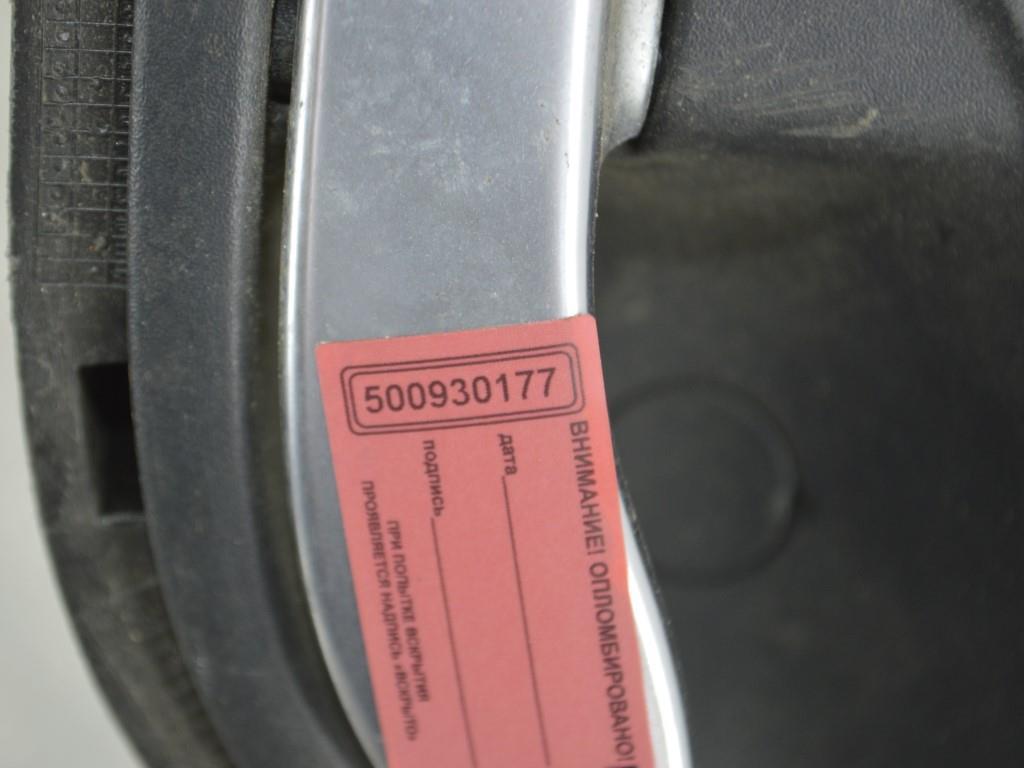 500930177
ВНИМАНИЕ! ОПЛОМБИРОВАНО!
дата
подпись
ПРИ ПОПЫТКЕ ВСКРЫТИЯ
ПРОЯВЛЯЕТСЯ НАДПИСЬ «ВСКРЫТО»